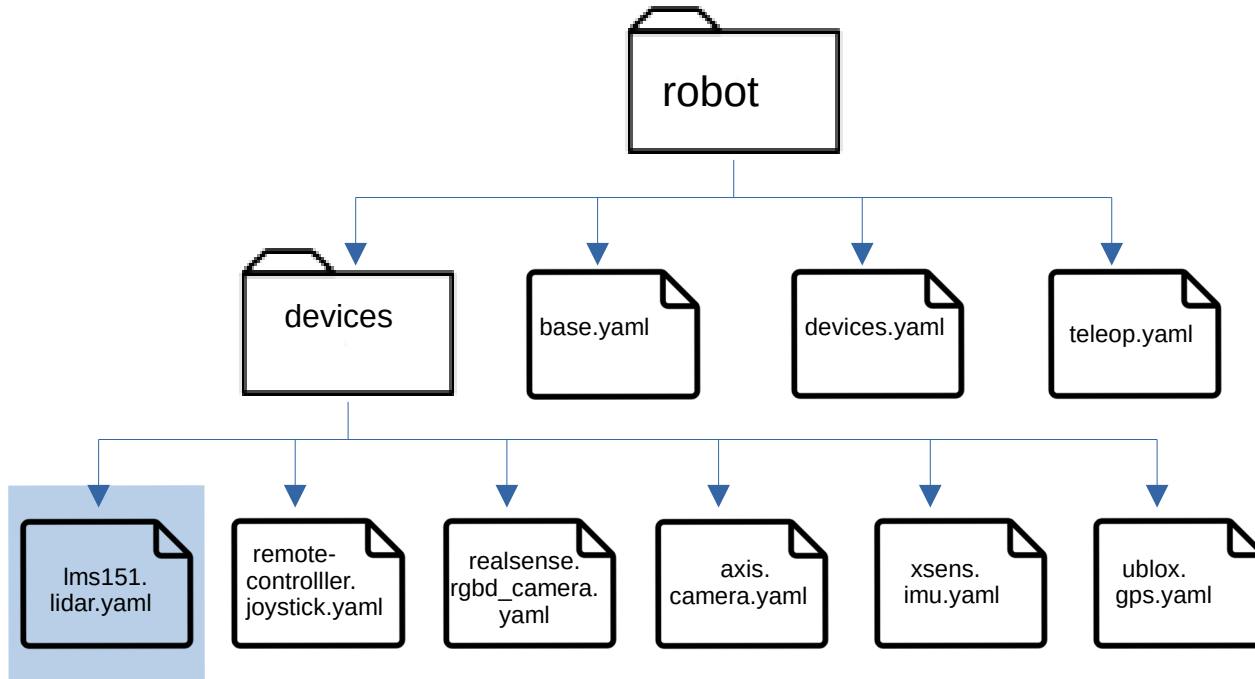 robot
devices
base.yaml
devices.yaml
teleop.yaml
lms151.
lidar.yaml
remote-
controlller.
joystick.yaml
realsense.
rgbd_camera.
yaml
axis.
camera.yaml
xsens.
imu.yaml
ublox.
gps.yaml